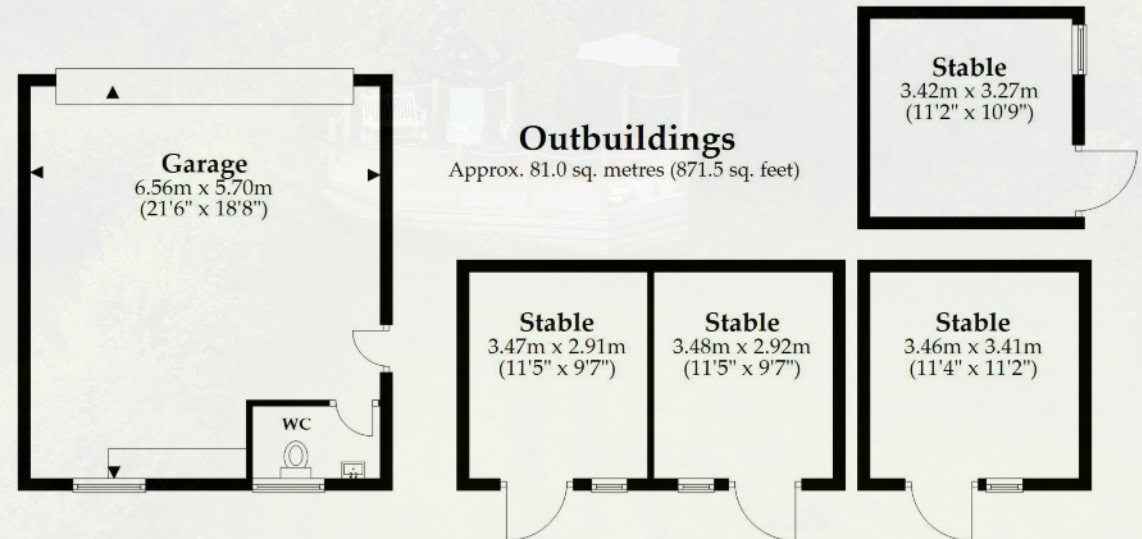 Outbuildings
Approx. 81.0 sq. metres (871.5 sq. feet)
Garage
6.56m x 5.70m
(21'6" x 18'8")
WC
Stable
3.42m x 3.27m
(11'2" x 10'9")
Stable
3.47m x 2.91m
(11'5" x 9'7")
Stable
3.48m x 2.92m
(11'5" x 9'7")
Stable
3.46m x 3.41m
(11'4" x 11'2")